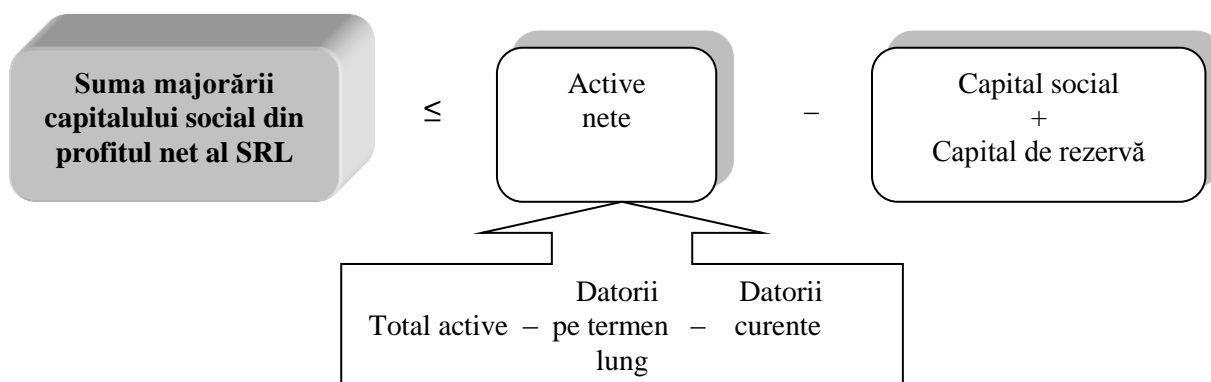 Suma majorării
capitalului social din
profitul net al SRL
≤
Active
nete
–
Capital social
+
Capital de rezervă
Datorii Datorii
Total active – pe termen – curente
lung